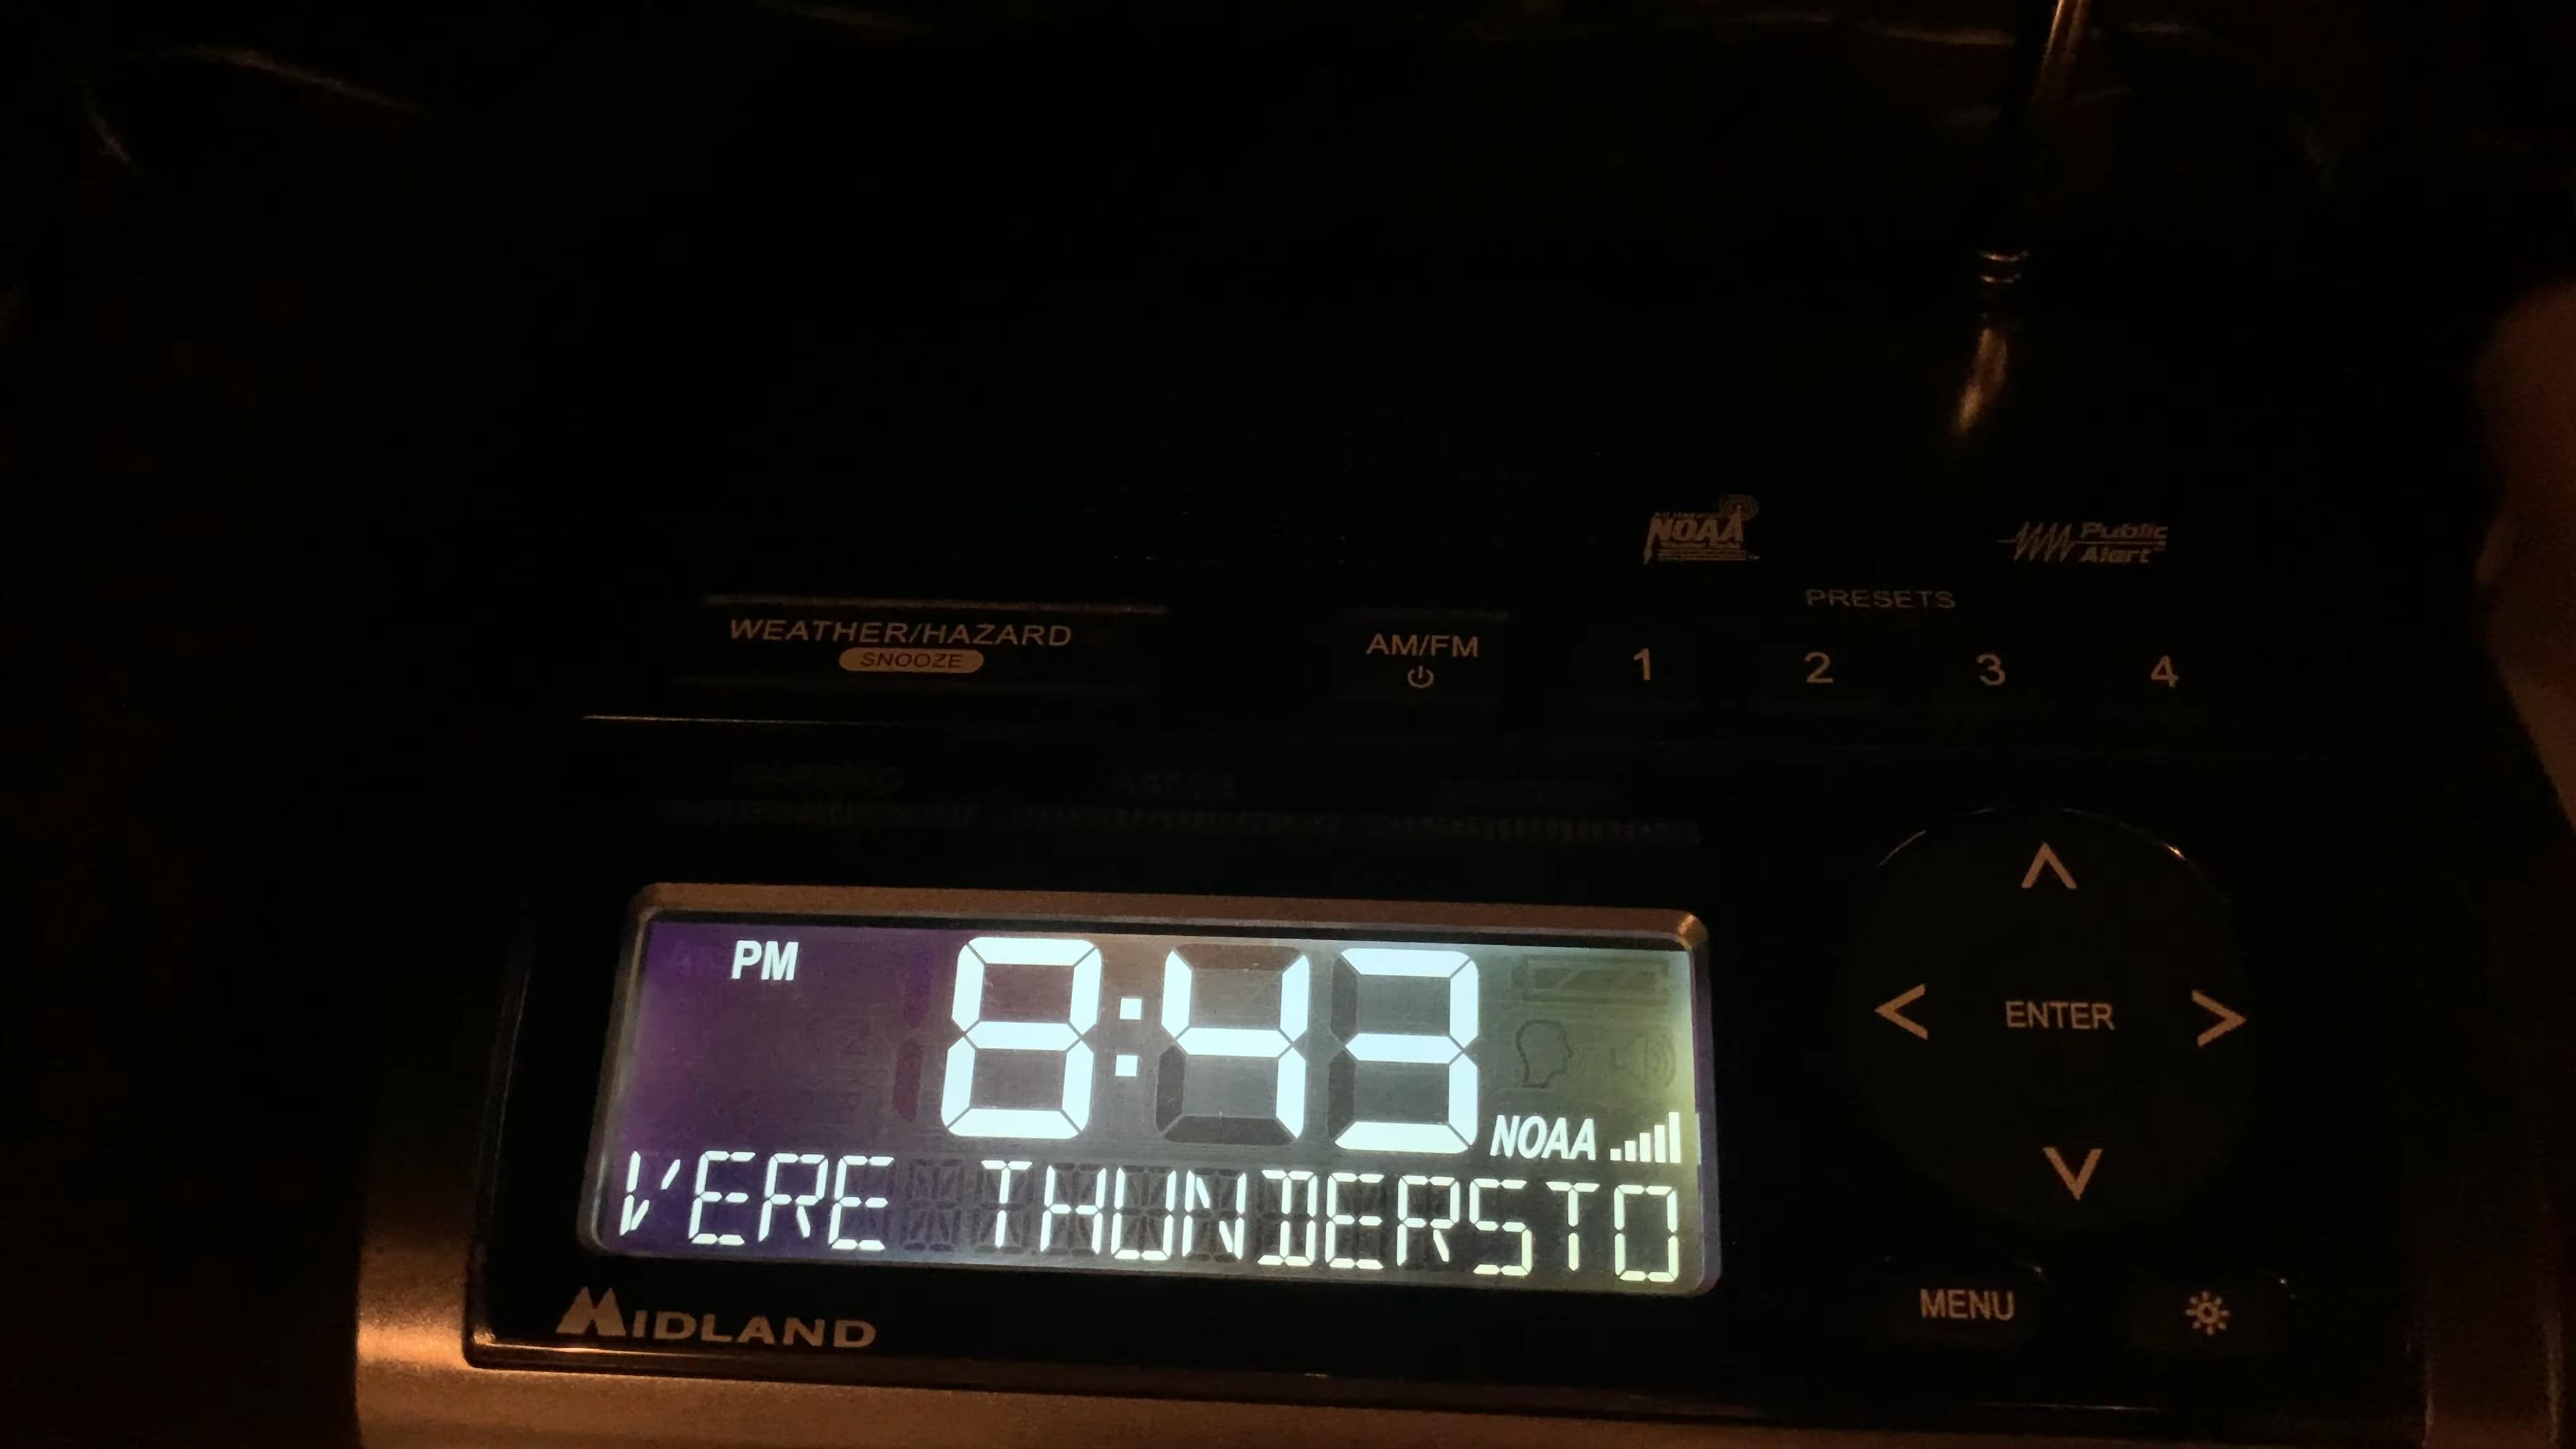 NOAA
Public
Alert
PRESETS
WEATHER/HAZARD
SNOOZE
AM/FM
1 2 3 4
PM 8:43
NOAA
VERE THUNDERSTO
< ENTER >
MIDLAND
MENU